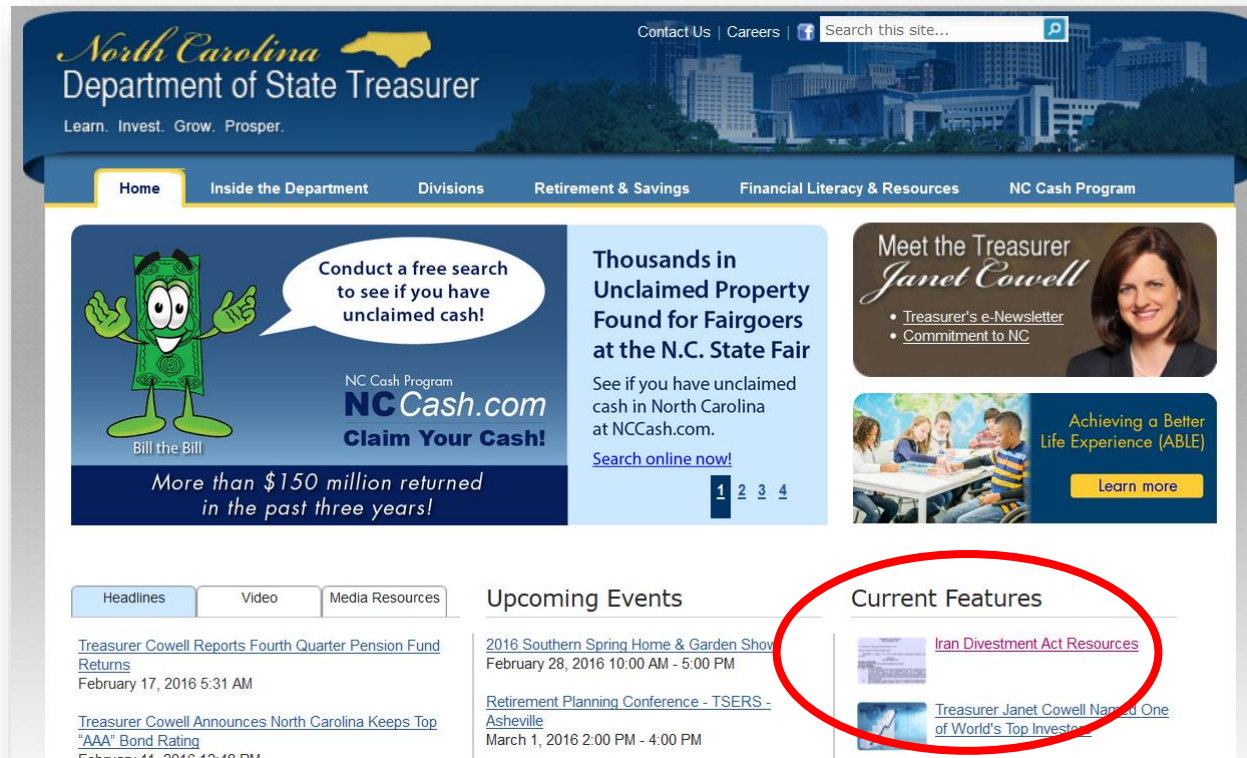 North Carolina
Department of State Treasurer
Learn. Invest. Grow. Prosper.
Contact Us | Careers | f Search this site...
Home Inside the Department Divisions Retirement & Savings Financial Literacy & Resources NC Cash Program
Conduct a free search
to see if you have
unclaimed cash!
NC Cash Program
NCCash.com
Claim Your Cash!
Bill the Bill
More than $150 million returned
in the past three years!
Thousands in
Unclaimed Property
Found for Fairgoers
at the N.C. State Fair
See if you have unclaimed
cash in North Carolina
at NCCash.com.
Search online now!
1 2 3 4
Meet the Treasurer
Janet Cowell
• Treasurer's e-Newsletter
• Commitment to NC
Achieving a Better
Life Experience (ABLE)
Learn more
Headlines Video Media Resources
Treasurer Cowell Reports Fourth Quarter Pension Fund
Returns
February 17, 2016 5:31 AM
Treasurer Cowell Announces North Carolina Keeps Top
"AAA" Bond Rating
February 11, 2016 12:48 PM
Upcoming Events
2016 Southern Spring Home & Garden Show
February 28, 2016 10:00 AM - 5:00 PM
Retirement Planning Conference - TSERS -
Asheville
March 1, 2016 2:00 PM - 4:00 PM
Current Features
Iran Divestment Act Resources
Treasurer Janet Cowell Named One
of World's Top Investors